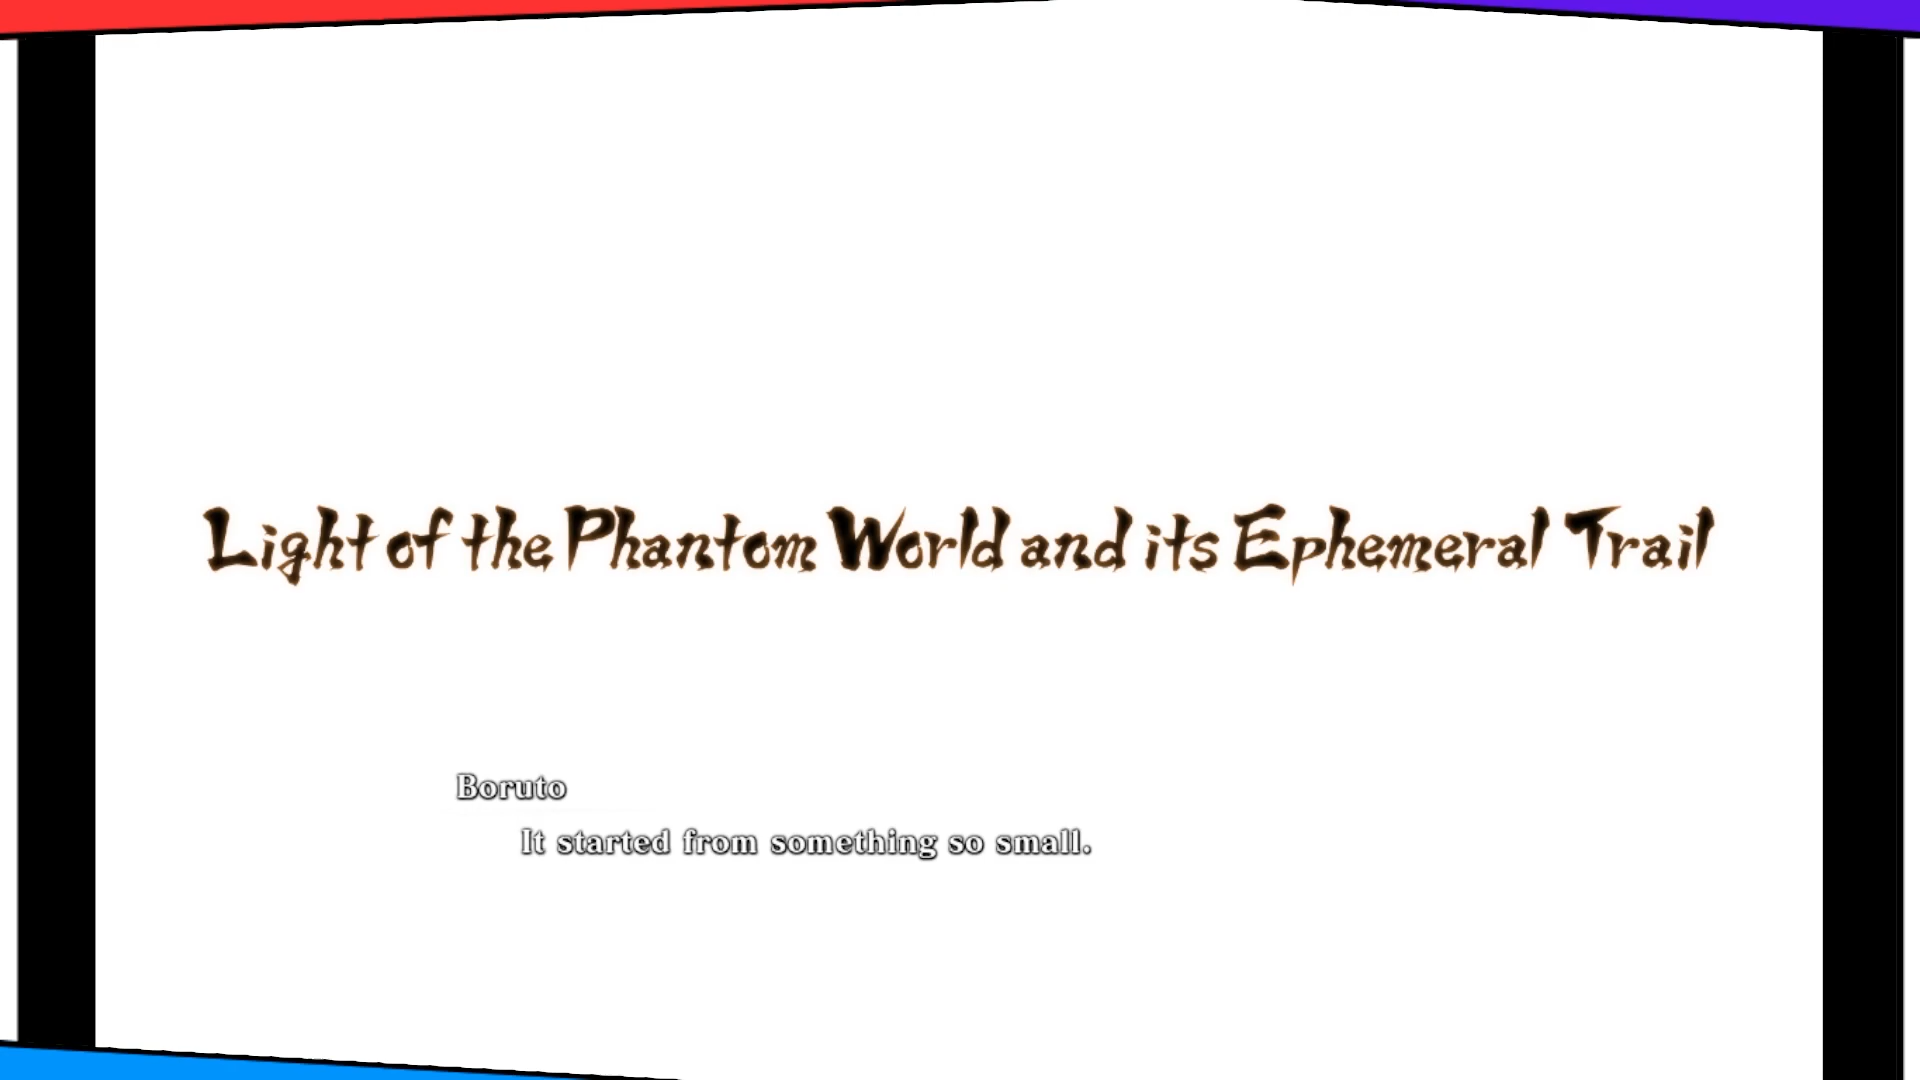 Light of the Phantom World and its Ephemeral Trail
Boruto
It started from something so small.